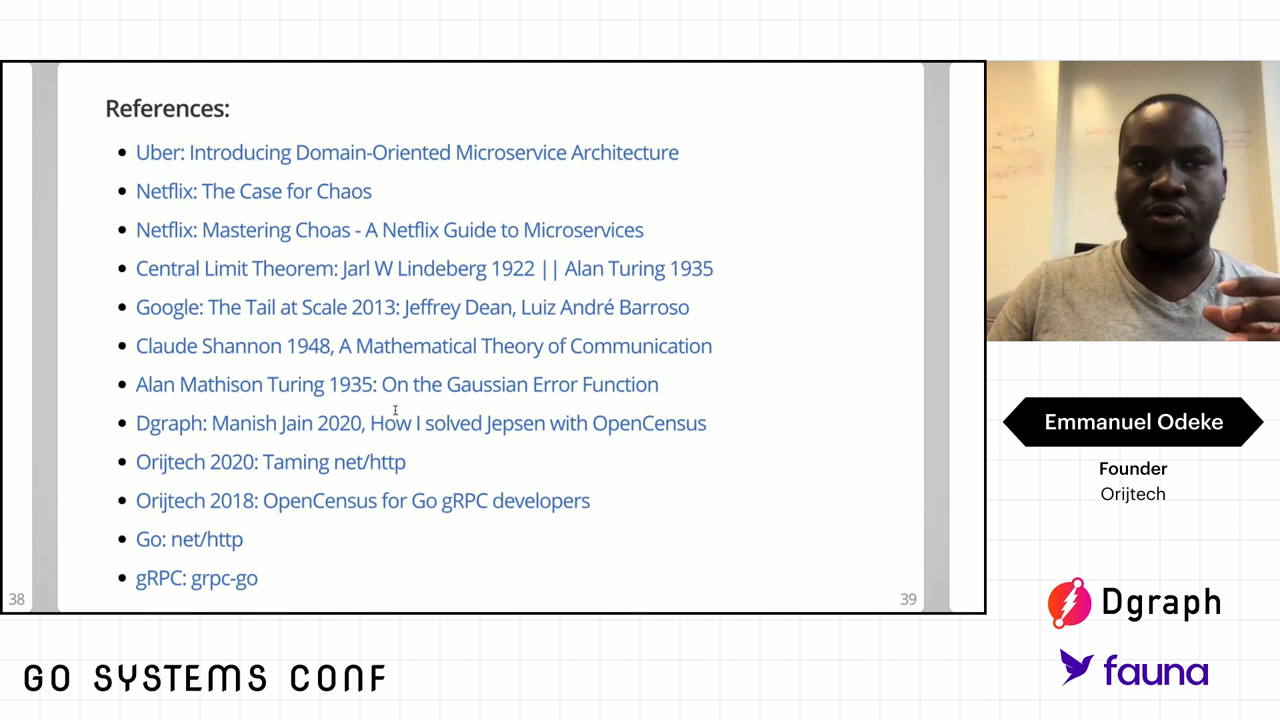 References:
Uber: Introducing Domain-Oriented Microservice Architecture
Netflix: The Case for Chaos
Netflix: Mastering Choas - A Netflix Guide to Microservices
Central Limit Theorem: Jarl W Lindeberg 1922 || Alan Turing 1935
Google: The Tail at Scale 2013: Jeffrey Dean, Luiz André Barroso
Claude Shannon 1948, A Mathematical Theory of Communication
Alan Mathison Turing 1935: On the Gaussian Error Function
Dgraph: Manish Jain 2020, How I solved Jepsen with OpenCensus
Orijtech 2020: Taming net/http
Orijtech 2018: OpenCensus for Go gRPC developers
Go: net/http
gRPC: grpc-go
38
39
Emmanuel Odeke
Founder
Orijtech
Dgraph
fauna
GO SYSTEMS CONF